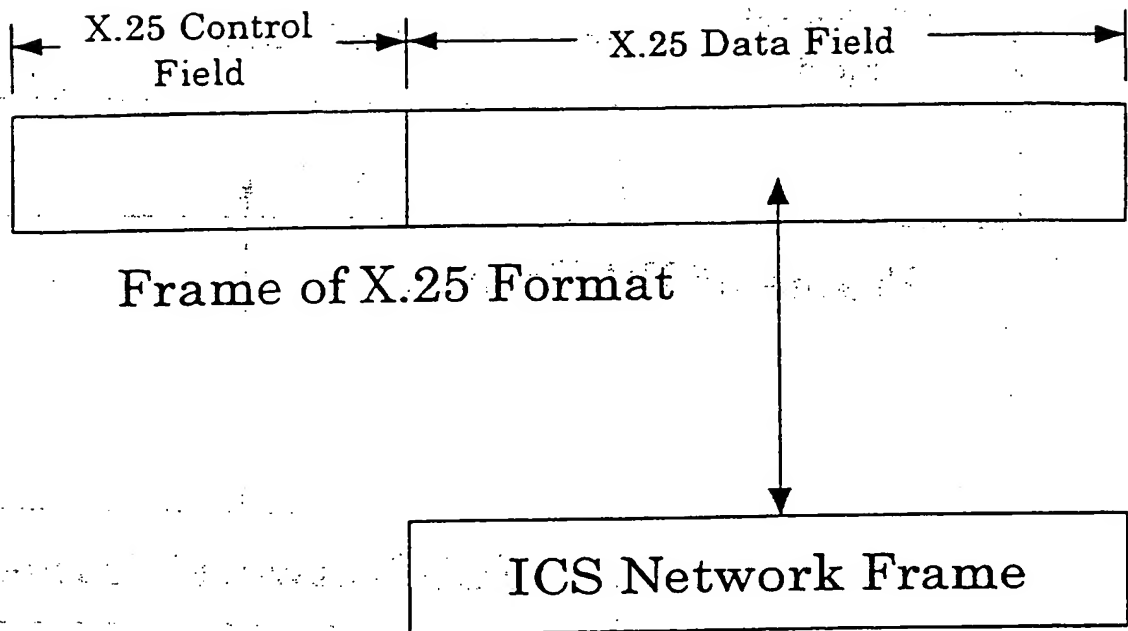 X.25 Control
Field
X.25 Data Field
Frame of X.25 Format
ICS Network Frame